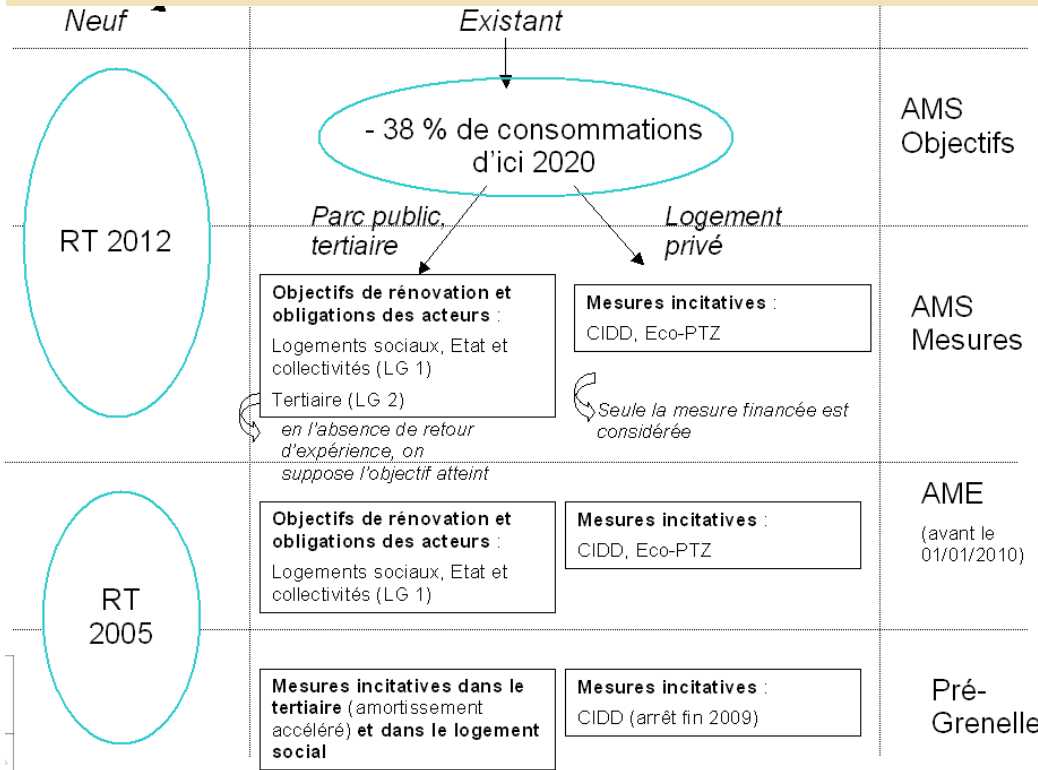 Neuf
Existant
- 38 % de consommations
d'ici 2020
AMS
Objectifs
RT 2012
Parc public,
tertiaire
Logement
privé
Objectifs de rénovation et
obligations des acteurs :
Logements sociaux, Etat et
collectivités (LG 1)
Tertiaire (LG 2)
en l'absence de retour
d'expérience, on
suppose l'objectif atteint
Mesures incitatives :
CIDD, Eco-PTZ
Seule la mesure financée est
considérée
AMS
Mesures
RT
2005
Objectifs de rénovation et
obligations des acteurs :
Logements sociaux, Etat et
collectivités (LG 1)
Mesures incitatives :
CIDD, Eco-PTZ
AME
(avant le
01/01/2010)
Mesures incitatives dans le
tertiaire (amortissement
accéléré) et dans le logement
social
Mesures incitatives :
CIDD (arrêt fin 2009)
Pré-
Grenelle